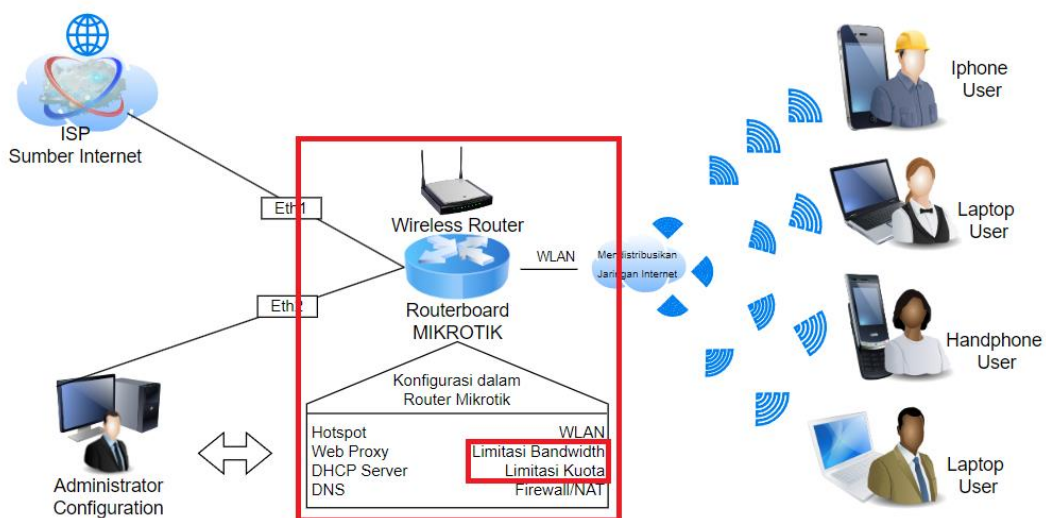 ISP
Sumber Internet
Eth1
Eth2
Administrator
Configuration
Wireless Router
Routerboard
MIKROTIK
WLAN
Mendistribusikan
Jaringan Internet
Konfigurasi dalam
Router Mikrotik
Hotspot
Web Proxy
DHCP Server
DNS
WLAN
Limitasi Bandwidth
Limitasi Kuota
Firewall/NAT
Iphone
User
Laptop
User
Handphone
User
Laptop
User